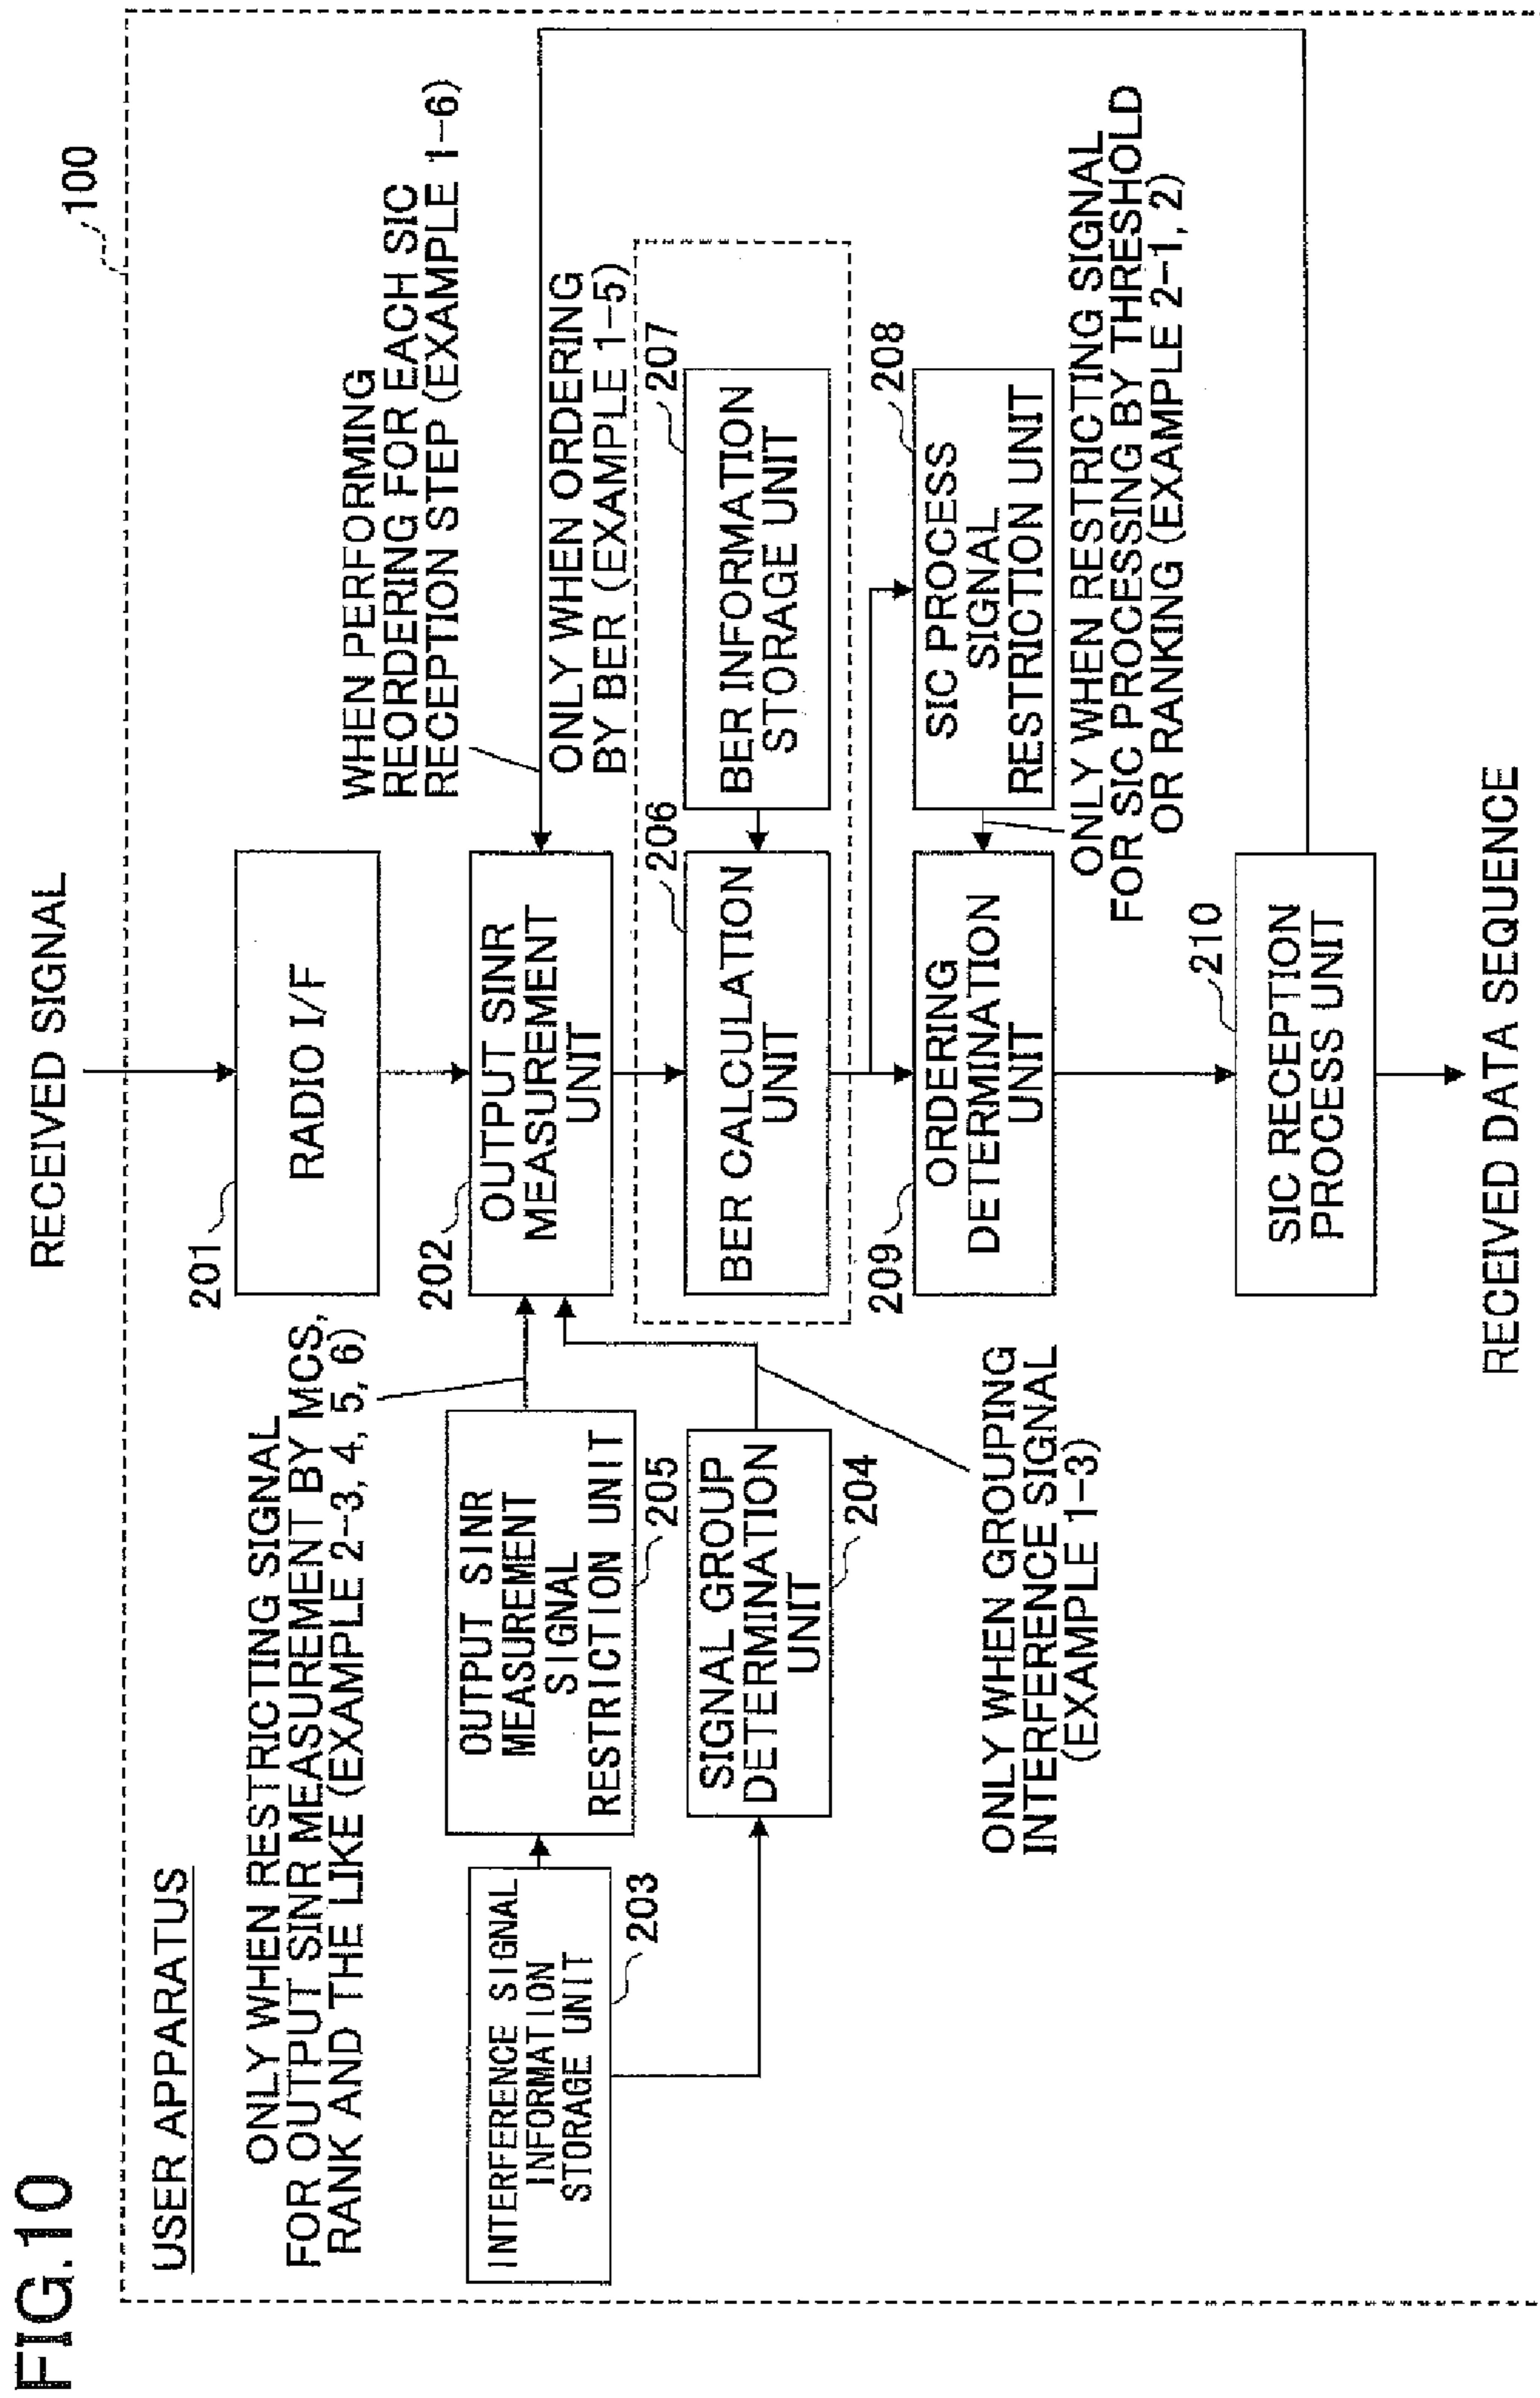 FIG.10
USER APPARATUS
100
RECEIVED SIGNAL
201
RADIO I/F
ONLY WHEN RESTRICTING SIGNAL
FOR OUTPUT SINR MEASUREMENT BY MCS,
RANK AND THE LIKE (EXAMPLE 2-3, 4, 5, 6)
WHEN PERFORMING
REORDERING FOR EACH SIC
RECEPTION STEP (EXAMPLE 1-6)
INTERFERENCE SIGNAL
INFORMATION
STORAGE UNIT
203
OUTPUT SINR
MEASUREMENT
SIGNAL
RESTRICTION UNIT
205
202
OUTPUT SINR
MEASUREMENT
UNIT
ONLY WHEN ORDERING
BY BER (EXAMPLE 1-5)
SIGNAL GROUP
DETERMINATION
UNIT
204
206
BER CALCULATION
UNIT
207
BER INFORMATION
STORAGE UNIT
ONLY WHEN GROUPING
INTERFERENCE SIGNAL
(EXAMPLE 1-3)
209
ORDERING
DETERMINATION
UNIT
208
SIC PROCESS
SIGNAL
RESTRICTION UNIT
ONLY WHEN RESTRICTING SIGNAL
FOR SIC PROCESSING BY THRESHOLD
OR RANKING (EXAMPLE 2-1, 2)
210
SIC RECEPTION
PROCESS UNIT
RECEIVED DATA SEQUENCE